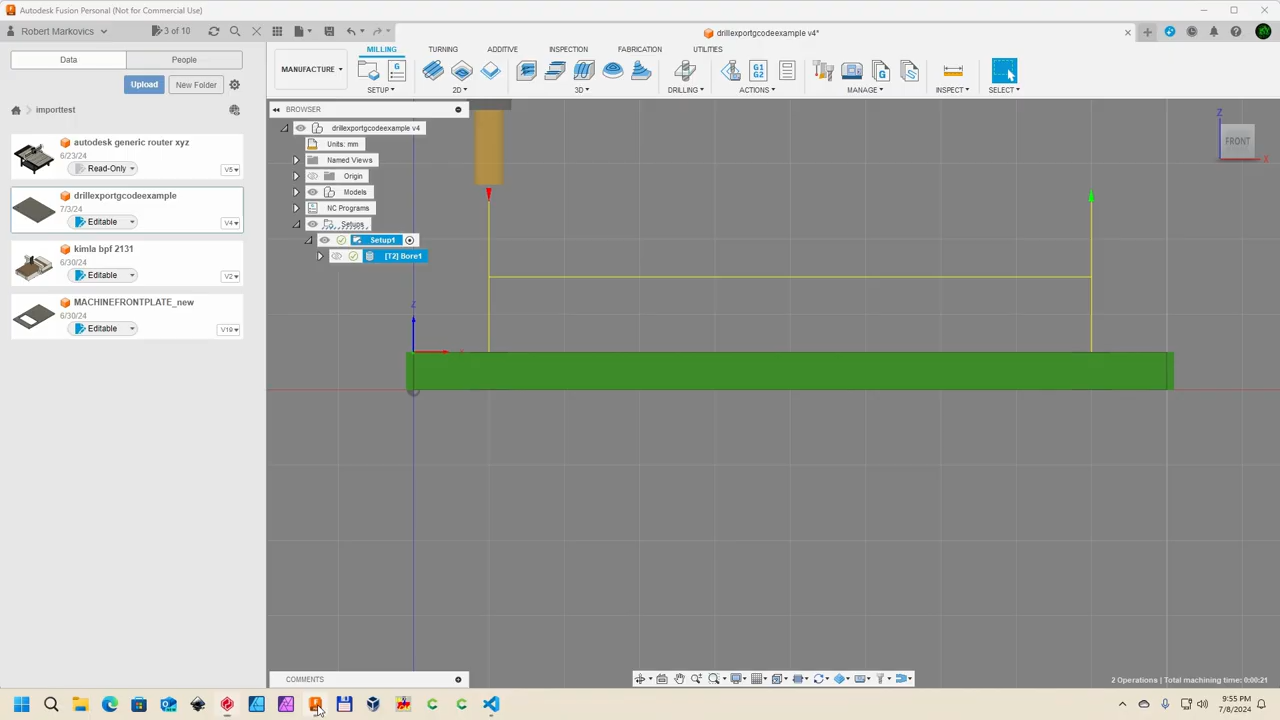 Autodesk Fusion Personal (Not for Commercial Use)
Robert Markovics
3 of 10
drillexportgcodeexample v4*
Data
People
Upload
New Folder
importtest
autodesk generic router xyz
6/23/24
Read-Only
V5
drillexportgcodeexample
7/3/24
Editable
V4
kimla bpf 2131
6/30/24
Editable
V2
MACHINEFRONTPLATE_new
6/30/24
Editable
V19
MANUFACTURE
MILLING
TURNING
ADDITIVE
INSPECTION
FABRICATION
UTILITIES
G1
G2
SETUP
2D
3D
DRILLING
ACTIONS
MANAGE
INSPECT
SELECT
BROWSER
drillexportgcodeexample v4
Units: mm
Named Views
Origin
Models
NC Programs
Setups
Setup1
[T2] Bore1
Z
Z
FRONT
X
COMMENTS
2 Operations | Total machining time: 0:00:21
9:55 PM
7/8/2024